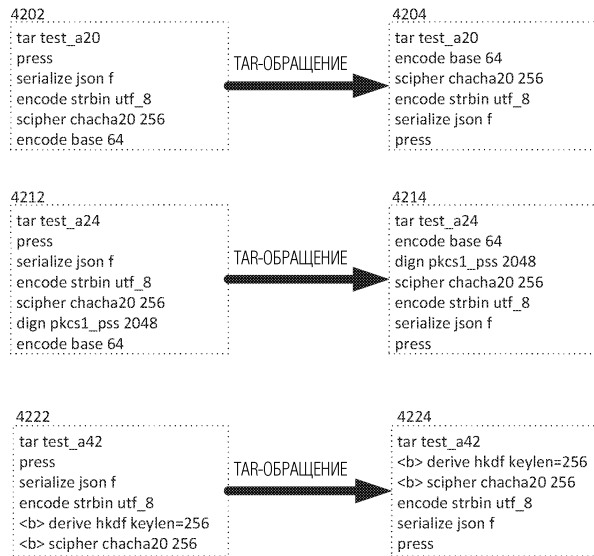 4202
tar test_a20
press
serialize json f
encode strbin utf_8
scipher chacha20 256
encode base 64
TAR-ОБРАЩЕНИЕ
4204
tar test_a20
encode base 64
scipher chacha20 256
encode strbin utf_8
serialize json f
press
4212
tar test_a24
press
serialize json f
encode strbin utf_8
scipher chacha20 256
dign pkcs1_pss 2048
encode base 64
TAR-ОБРАЩЕНИЕ
4214
tar test_a24
encode base 64
dign pkcs1_pss 2048
scipher chacha20 256
encode strbin utf_8
serialize json f
press
4222
tar test_a42
press
serialize json f
encode strbin utf_8
<b> derive hkdf keylen=256
<b> scipher chacha20 256
TAR-ОБРАЩЕНИЕ
4224
tar test_a42
<b> derive hkdf keylen=256
<b> scipher chacha20 256
encode strbin utf_8
serialize json f
press